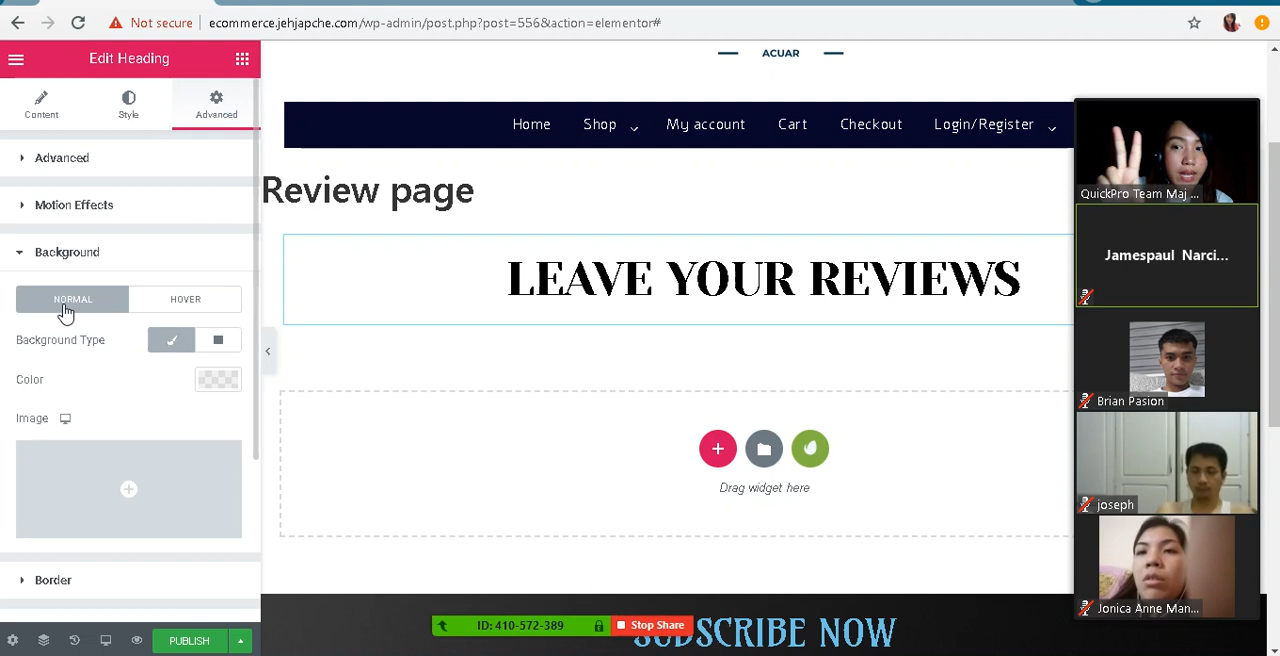 Not secure
ecommerce.jehjapche.com/wp-admin/post.php?post=556&action=elementor#
Edit Heading
Content
Style
Advanced
Advanced
Motion Effects
Background
NORMAL
HOVER
Background Type
Color
Image
Border
PUBLISH
ACUAR
Home
Shop
My account
Cart
Checkout
Login/Register
Review page
LEAVE YOUR REVIEWS
Drag widget here
SUBSCRIBE NOW
ID: 410-572-389
Stop Share
QuickPro Team Maj ...
Jamespaul Narci...
Brian Pasion
joseph
Jonica Anne Man...